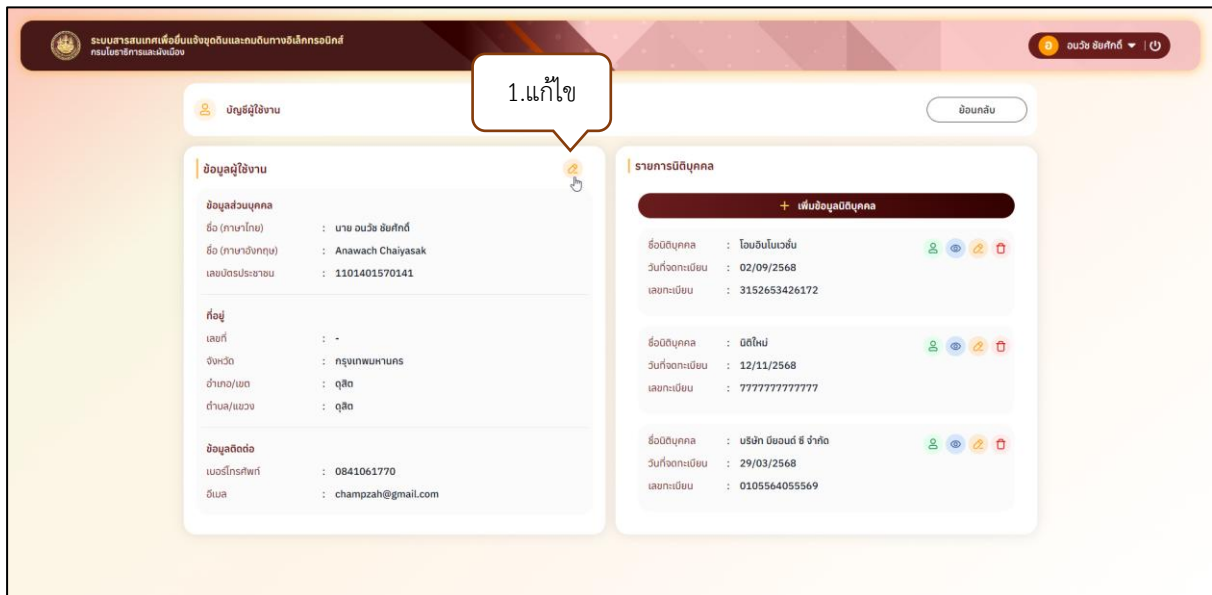 ระบบสารสนเทศเพื่อยื่นแจ้งขุดดินและถมดินทางอิเล็กทรอนิกส์
กรมโยธาธิการและผังเมือง
อ อนวัช ชัยศักดิ์
1.แก้ไข
บัญชีผู้ใช้งาน
ย้อนกลับ
ข้อมูลผู้ใช้งาน
ข้อมูลส่วนบุคคล
ชื่อ (ภาษาไทย) : นาย อนวัช ชัยศักดิ์
ชื่อ (ภาษาอังกฤษ) : Anawach Chaiyasak
เลขบัตรประชาชน : 1101401570141
ที่อยู่
เลขที่ : -
จังหวัด : กรุงเทพมหานคร
อำเภอ/เขต : ดุสิต
ตำบล/แขวง : ดุสิต
ข้อมูลติดต่อ
เบอร์โทรศัพท์ : 0841061770
อีเมล : champzah@gmail.com
รายการนิติบุคคล
+ เพิ่มข้อมูลนิติบุคคล
ชื่อนิติบุคคล : โอบอินโนเวชั่น
วันที่จดทะเบียน : 02/09/2568
เลขทะเบียน : 3152653426172
ชื่อนิติบุคคล : นิติใหม่
วันที่จดทะเบียน : 12/11/2568
เลขทะเบียน : 7777777777777
ชื่อนิติบุคคล : บริษัท บียอนด์ ซี จำกัด
วันที่จดทะเบียน : 29/03/2568
เลขทะเบียน : 0105564055569